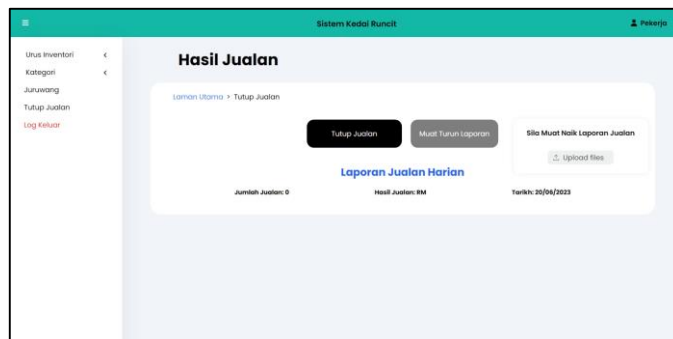 Sistem Kedai Runcit
Pekerja
Urus Inventori
Kategori
Juruwang
Tutup Jualan
Log Keluar
Hasil Jualan
Laman Utama > Tutup Jualan
Tutup Jualan
Muat Turun Laporan
Sila Muat Naik Laporan Jualan
Upload files
Laporan Jualan Harian
Jumlah Jualan: 0
Hasil Jualan: RM
Tarikh: 20/06/2023